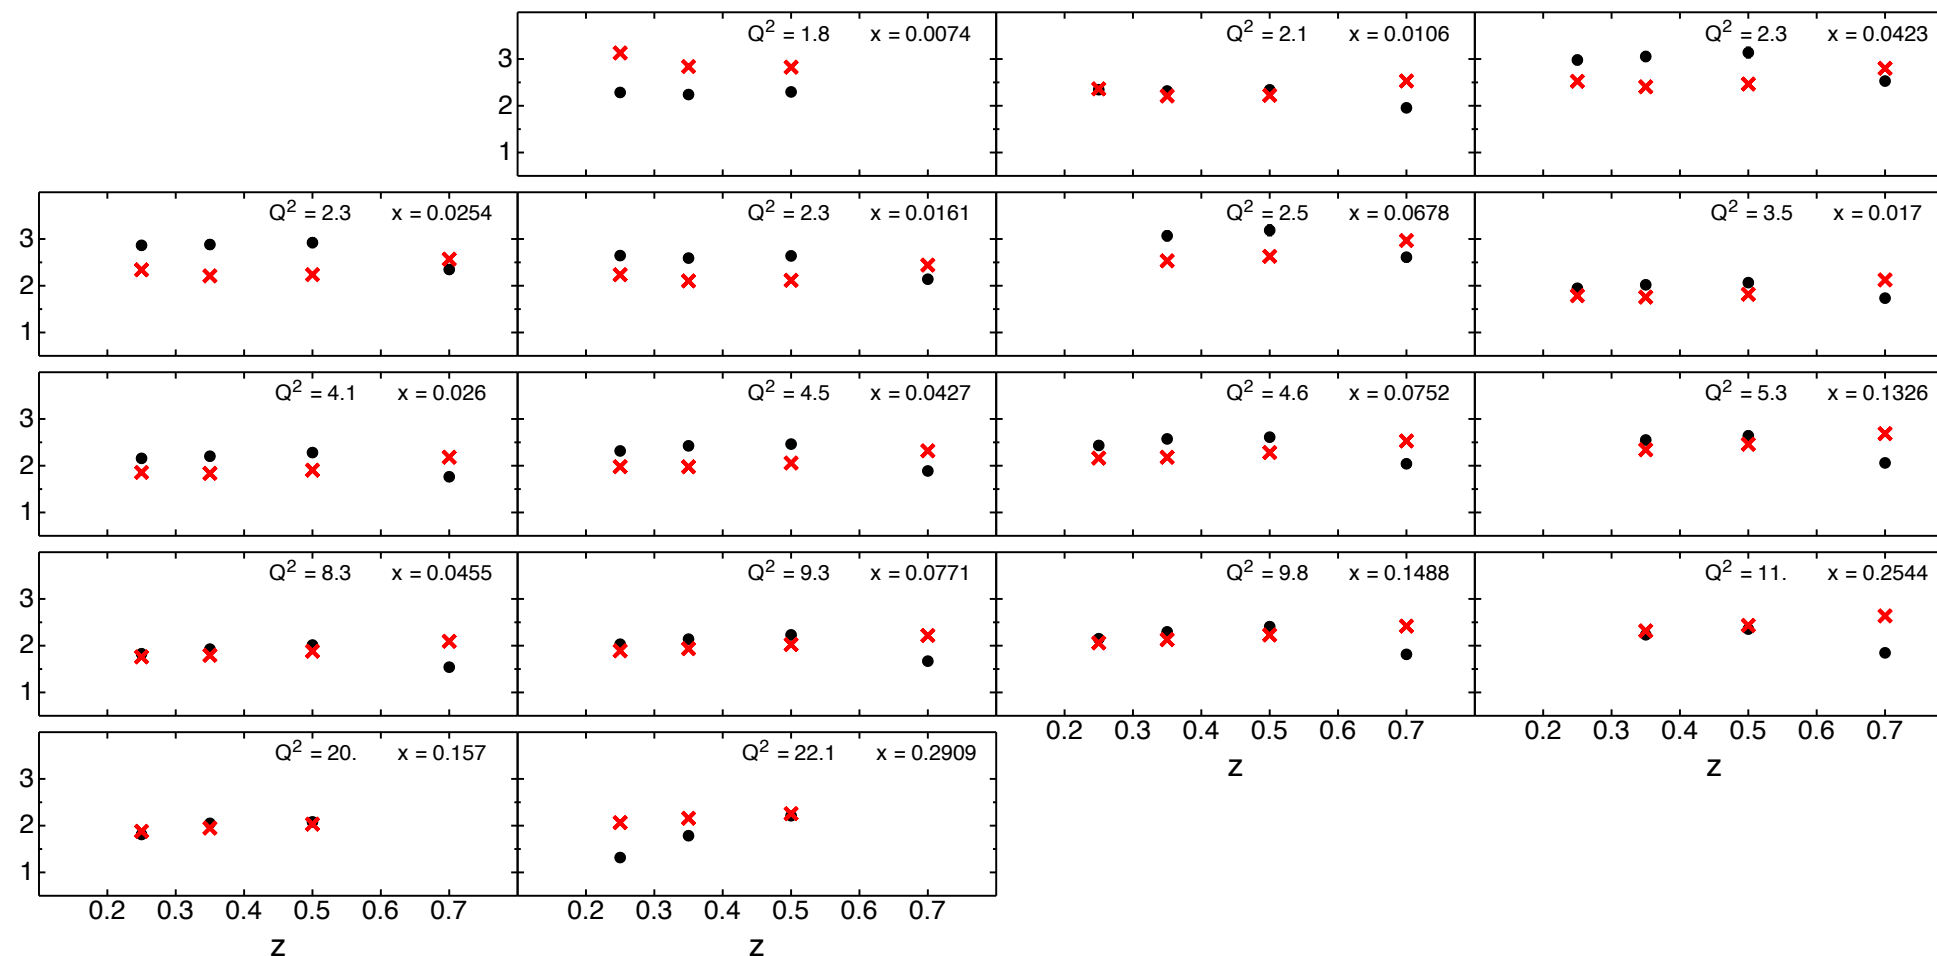 Q² = 1.8 x = 0.0074 Q² = 2.1 x = 0.0106 Q² = 2.3 x = 0.0423
3
2
1
Q² = 2.3 x = 0.0254 Q² = 2.3 x = 0.0161 Q² = 2.5 x = 0.0678 Q² = 3.5 x = 0.017
3
2
1
Q² = 4.1 x = 0.026 Q² = 4.5 x = 0.0427 Q² = 4.6 x = 0.0752 Q² = 5.3 x = 0.1326
3
2
1
Q² = 8.3 x = 0.0455 Q² = 9.3 x = 0.0771 Q² = 9.8 x = 0.1488 Q² = 11. x = 0.2544
3
2
1
0.2 0.3 0.4 0.5 0.6 0.7 0.2 0.3 0.4 0.5 0.6 0.7
z z
Q² = 20. x = 0.157 Q² = 22.1 x = 0.2909
3
2
1
0.2 0.3 0.4 0.5 0.6 0.7 0.2 0.3 0.4 0.5 0.6 0.7
z z